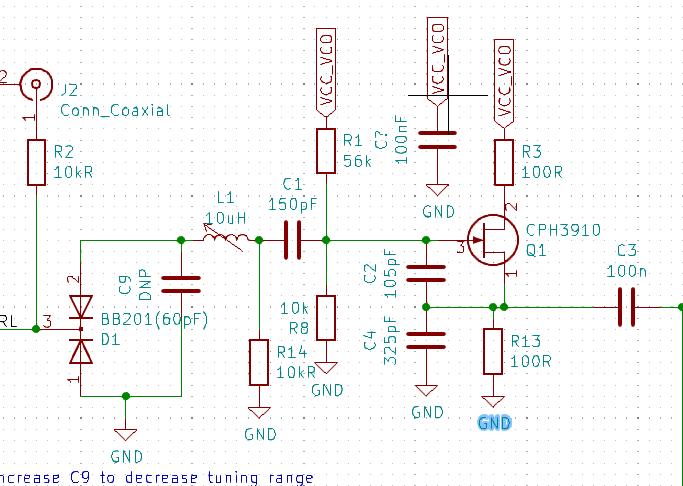 VCC_VCO
VCC_VCO
VCC_VCO
2
J2
Conn_Coaxial
1
R2
10kR
R1
56k
C?
100nF
R3
100R
GND
L1
10uH
C1
150pF
2
CPH3910
Q1
3
1
C2
105pF
C3
100n
2
C9
DNP
RL
3
BB201(60pF)
D1
1
10k
R8
C4
325pF
R13
100R
R14
10kR
GND
GND
GND
GND
GND
ncrease C9 to decrease tuning range